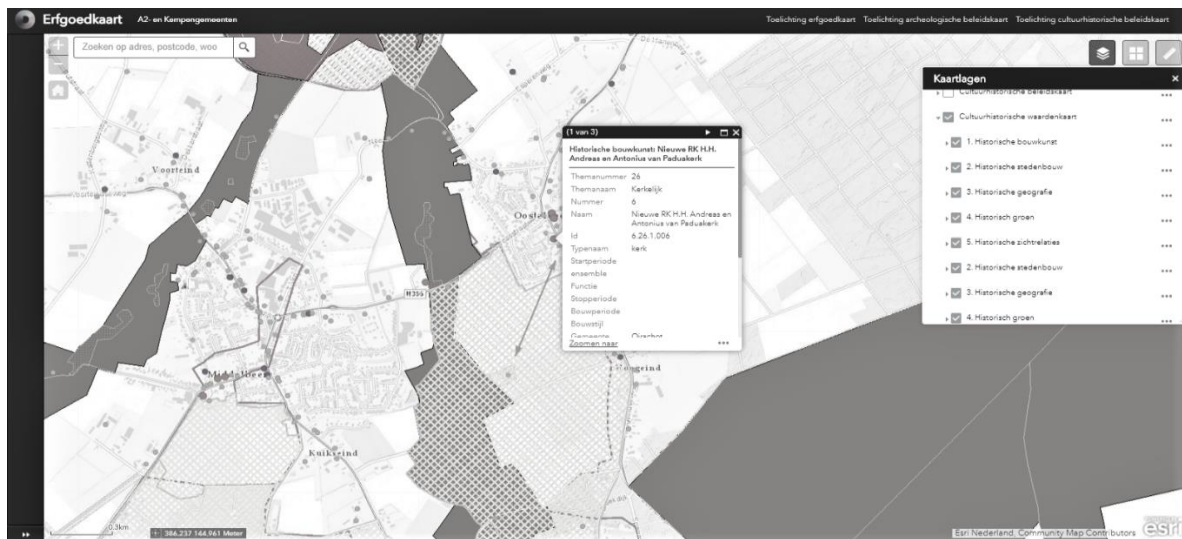 Erfgoedkaart
A2- en Kempengemeenten
Toelichting erfgoedkaart Toelichting archeologische beleidskaart Toelichting cultuurhistorische beleidskaart
Zoeken op adres, postcode, woo
Kaartlagen
Cultuurhistorische beleidskaart
Cultuurhistorische waardenkaart
1. Historische bouwkunst
2. Historische stedenbouw
3. Historische geografie
4. Historisch groen
5. Historische zichtrelaties
2. Historische stedenbouw
3. Historische geografie
4. Historisch groen
(1 van 3)
Historische bouwkunst: Nieuwe RK H.H.
Andreas en Antonius van Paduakerk
Themanummer 26
Themanaam Kerkelijk
Nummer 6
Naam Nieuwe RK H.H. Andreas en
Antonius van Paduakerk
Id 6.26.1.006
Typenaam kerk
Startperiode
ensemble
Functie
Stopperiode
Bouwperiode
Bouwstijl
Gemeente Oirschot
Zoomen naar
Voorteind
N395
Kuikseind
0.3km
386.237 144.961 Meter
Esri Nederland, Community Map Contributors
esri